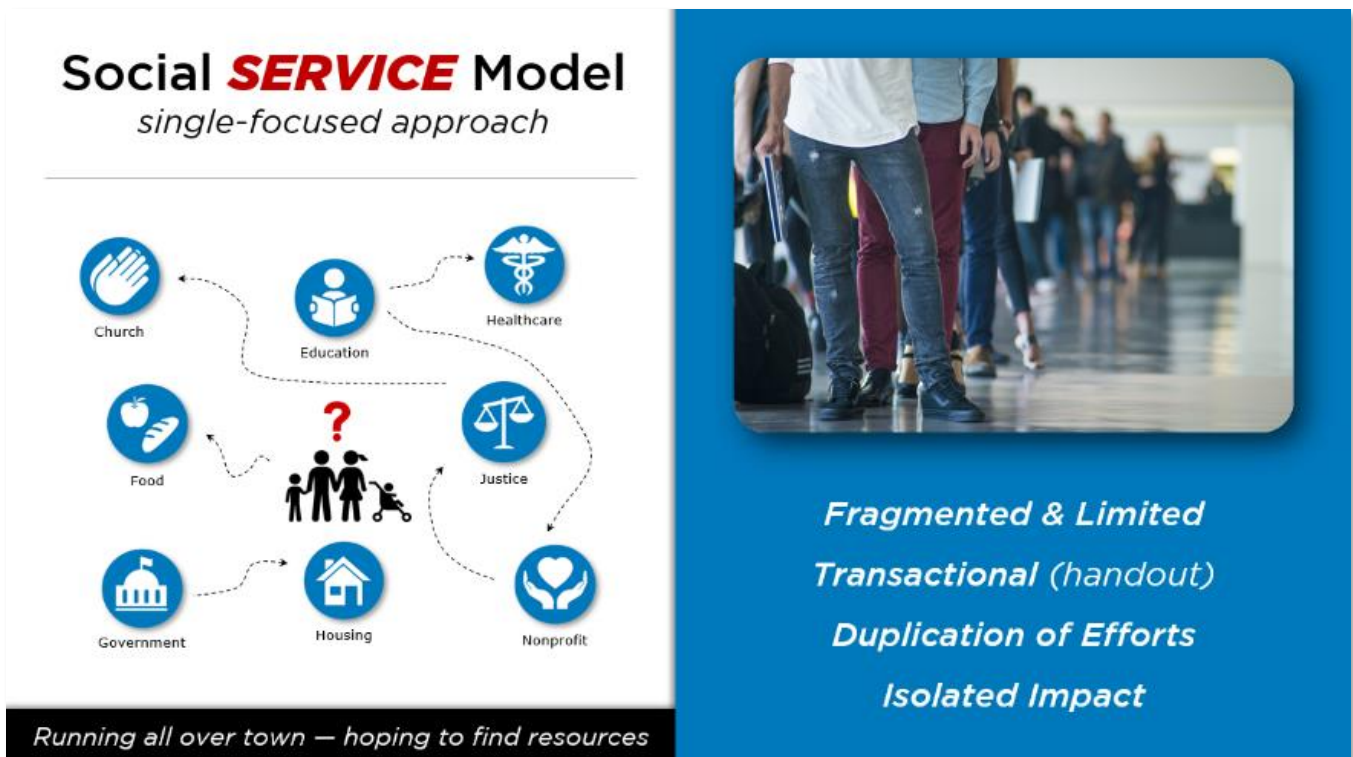 Social SERVICE Model
single-focused approach
Church
Education
Healthcare
?
Food
Justice
Government
Housing
Nonprofit
Running all over town — hoping to find resources
Fragmented & Limited
Transactional (handout)
Duplication of Efforts
Isolated Impact